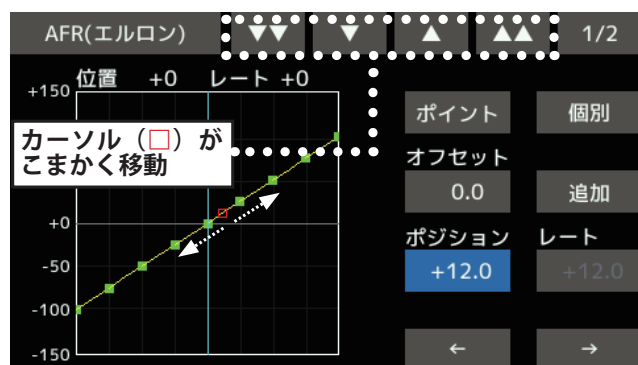 AFR(エルロン) ▼▼ ▼ ▲ ▲▲ 1/2
位置 +0 レート +0
+150
カーソル（□）が
こまかく移動
+0
-50
-100
-150
ポイント 個別
オフセット
0.0 追加
ポジション レート
+12.0 +12.0
← →